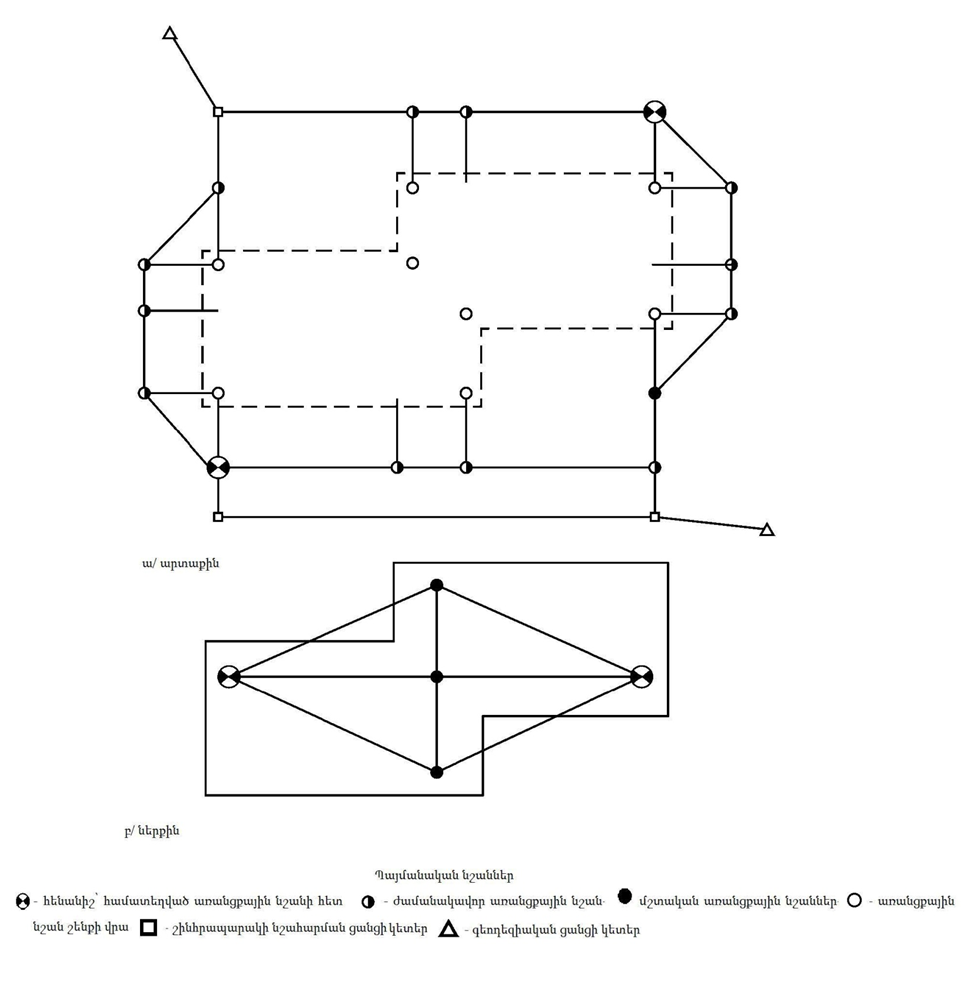 ա/ արտաքին
բ/ ներքին
Պայմանական նշաններ
- հենանիշ՝ համատեղված առանցքային նշանի հետ - ժամանակավոր առանցքային նշան- մշտական առանցքային նշաններ - առանցքային
նշան շենքի վրա - շինհրապարակի նշահարման ցանցի կետեր - գեոդեզիական ցանցի կետեր